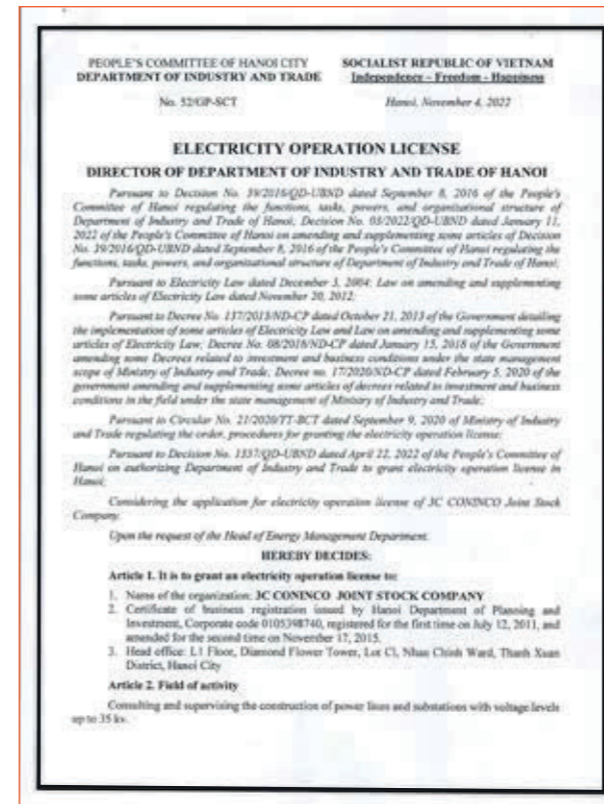 PEOPLE'S COMMITTEE OF HANOI CITY
DEPARTMENT OF INDUSTRY AND TRADE
SOCIALIST REPUBLIC OF VIETNAM
Independence – Freedom - Happiness
No. 52/GP-SCT
Hanoi, November 4, 2022
ELECTRICITY OPERATION LICENSE
DIRECTOR OF DEPARTMENT OF INDUSTRY AND TRADE OF HANOI
Pursuant to Decision No. 39/2016/QD-UBND dated September 8, 2016 of the People's
Committee of Hanoi regulating the functions, tasks, powers, and organizational structure of
Department of Industry and Trade of Hanoi; Decision No. 03/2022/QD-UBND dated January 11,
2022 of the People's Committee of Hanoi on amending and supplementing some articles of Decision
No. 39/2016/QD-UBND dated September 8, 2016 of the People's Committee of Hanoi regulating the
functions, tasks, powers, and organizational structure of Department of Industry and Trade of Hanoi;
Pursuant to Electricity Law dated December 3, 2004; Law on amending and supplementing
some articles of Electricity Law dated November 20, 2012;
Pursuant to Decree No. 137/2013/ND-CP dated October 21, 2013 of the Government detailing
the implementation of some articles of Electricity Law and Law on amending and supplementing some
articles of Electricity Law; Decree No. 08/2018/ND-CP dated January 15, 2018 of the Government
amending some Decrees related to investment and business conditions under the state management
scope of Ministry of Industry and Trade; Decree no. 17/2020/ND-CP dated February 5, 2020 of the
government amending and supplementing some articles of decrees related to investment and business
conditions in the field under the state management of Ministry of Industry and Trade;
Pursuant to Circular No. 21/2020/TT-BCT dated September 9, 2020 of Ministry of Industry
and Trade regulating the order, procedures for granting the electricity operation license;
Pursuant to Decision No. 1337/QD-UBND dated April 22, 2022 of the People's Committee of
Hanoi on authorizing Department of Industry and Trade to grant electricity operation license in
Hanoi;
Considering the application for electricity operation license of 3C CONINCO Joint Stock
Company.
Upon the request of the Head of Energy Management Department.
HEREBY DECIDES:
Article 1. It is to grant an electricity operation license to:
1. Name of the organization: 3C CONINCO JOINT STOCK COMPANY
2. Certificate of business registration issued by Hanoi Department of Planning and
Investment, Corporate code 0105398740, registered for the first time on July 12, 2011, and
amended for the second time on November 17, 2015.
3. Head office: L1 Floor, Diamond Flower Tower, Lot C1, Nhan Chinh Ward, Thanh Xuan
District, Hanoi City
Article 2. Field of activity
Consulting and supervising the construction of power lines and substations with voltage levels
up to 35 kv.